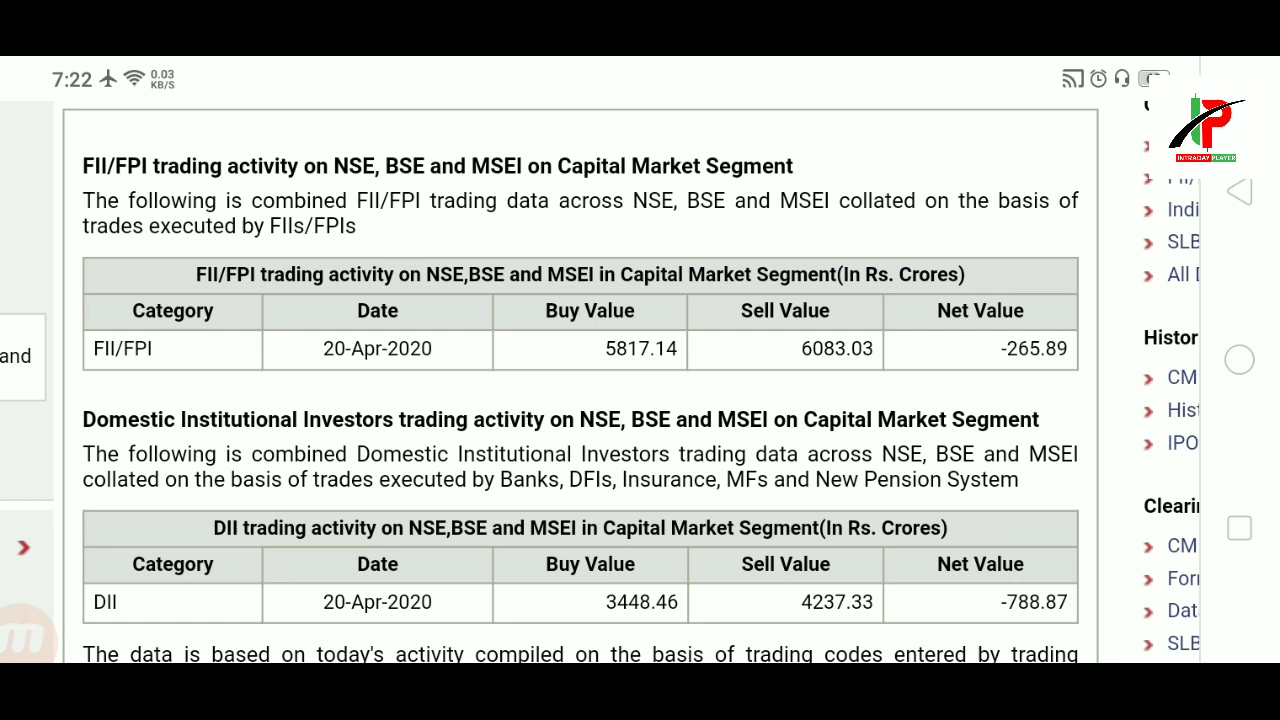 7:22 0.03 KB/S
INTRADAY PLAYER
FII/FPI trading activity on NSE, BSE and MSEI on Capital Market Segment
The following is combined FII/FPI trading data across NSE, BSE and MSEI collated on the basis of
trades executed by FIIs/FPIs
FII/FPI trading activity on NSE,BSE and MSEI in Capital Market Segment(In Rs. Crores)
Category Date Buy Value Sell Value Net Value
FII/FPI 20-Apr-2020 5817.14 6083.03 -265.89
Domestic Institutional Investors trading activity on NSE, BSE and MSEI on Capital Market Segment
The following is combined Domestic Institutional Investors trading data across NSE, BSE and MSEI
collated on the basis of trades executed by Banks, DFIs, Insurance, MFs and New Pension System
DII trading activity on NSE,BSE and MSEI in Capital Market Segment(In Rs. Crores)
Category Date Buy Value Sell Value Net Value
DII 20-Apr-2020 3448.46 4237.33 -788.87
The data is based on today's activity compiled on the basis of trading codes entered by trading
and
Indi
SLB
All
Histor
CM
Hist
IPO
Cleari
CM
For
Dat
SLB